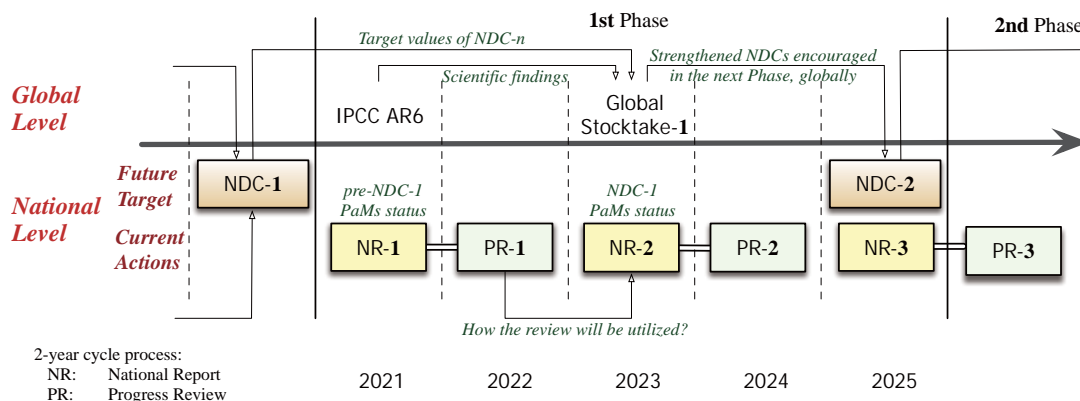 1st Phase
2nd Phase
Target values of NDC-n
Strengthened NDCs encouraged
in the next Phase, globally
Scientific findings
Global
Level
IPCC AR6
Global
Stocktake-1
Future
Target
NDC-1
NDC-2
pre-NDC-1
PaMs status
NDC-1
PaMs status
National
Level
Current
Actions
NR-1
PR-1
NR-2
PR-2
NR-3
PR-3
How the review will be utilized?
2-year cycle process:
NR: National Report
PR: Progress Review
2021
2022
2023
2024
2025